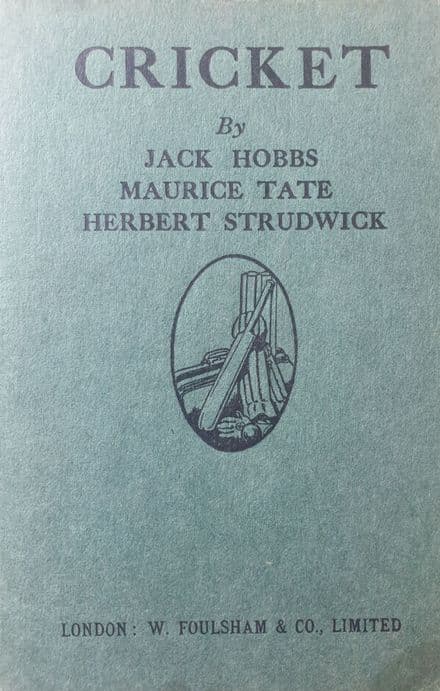 CRICKET
By
JACK HOBBS
MAURICE TATE
HERBERT STRUDWICK
LONDON: W. FOULSHAM & CO., LIMITED